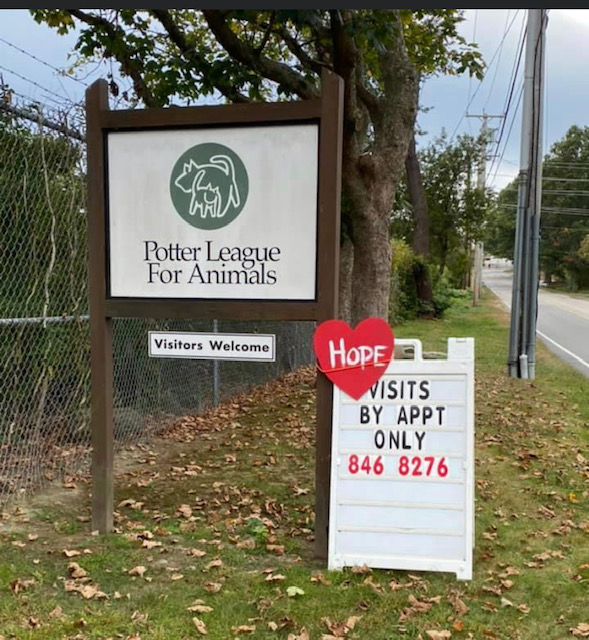 Potter League
For Animals
Visitors Welcome
HOPE
VISITS
BY APPT
ONLY
846 8276